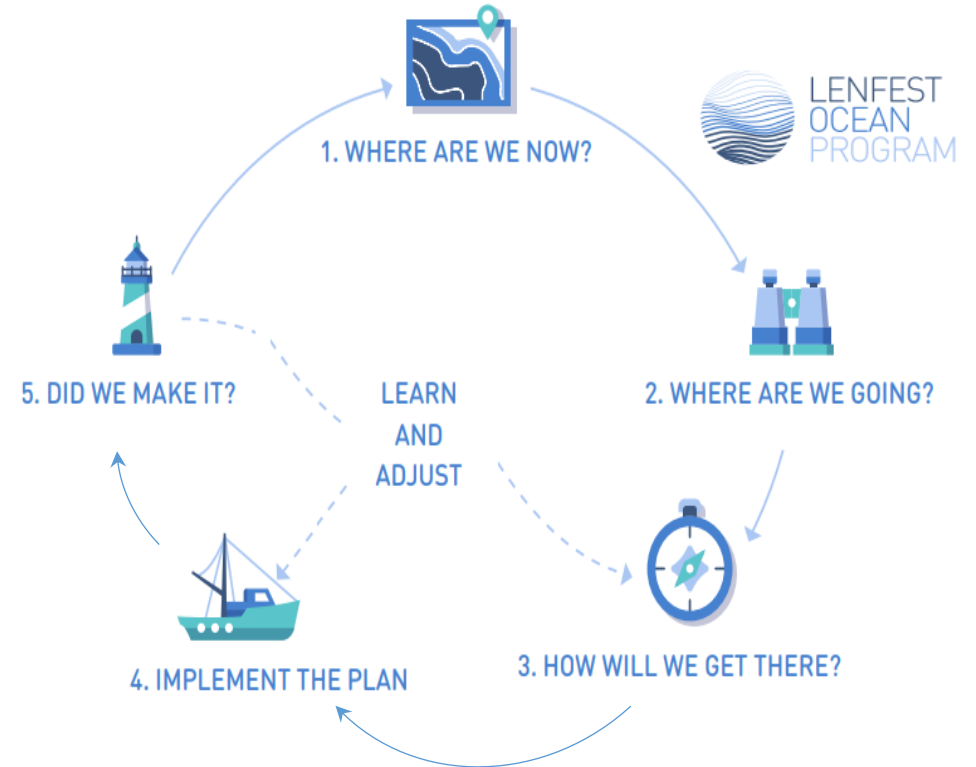 1. WHERE ARE WE NOW?
LENFEST
OCEAN
PROGRAM
2. WHERE ARE WE GOING?
3. HOW WILL WE GET THERE?
4. IMPLEMENT THE PLAN
5. DID WE MAKE IT?
LEARN
AND
ADJUST